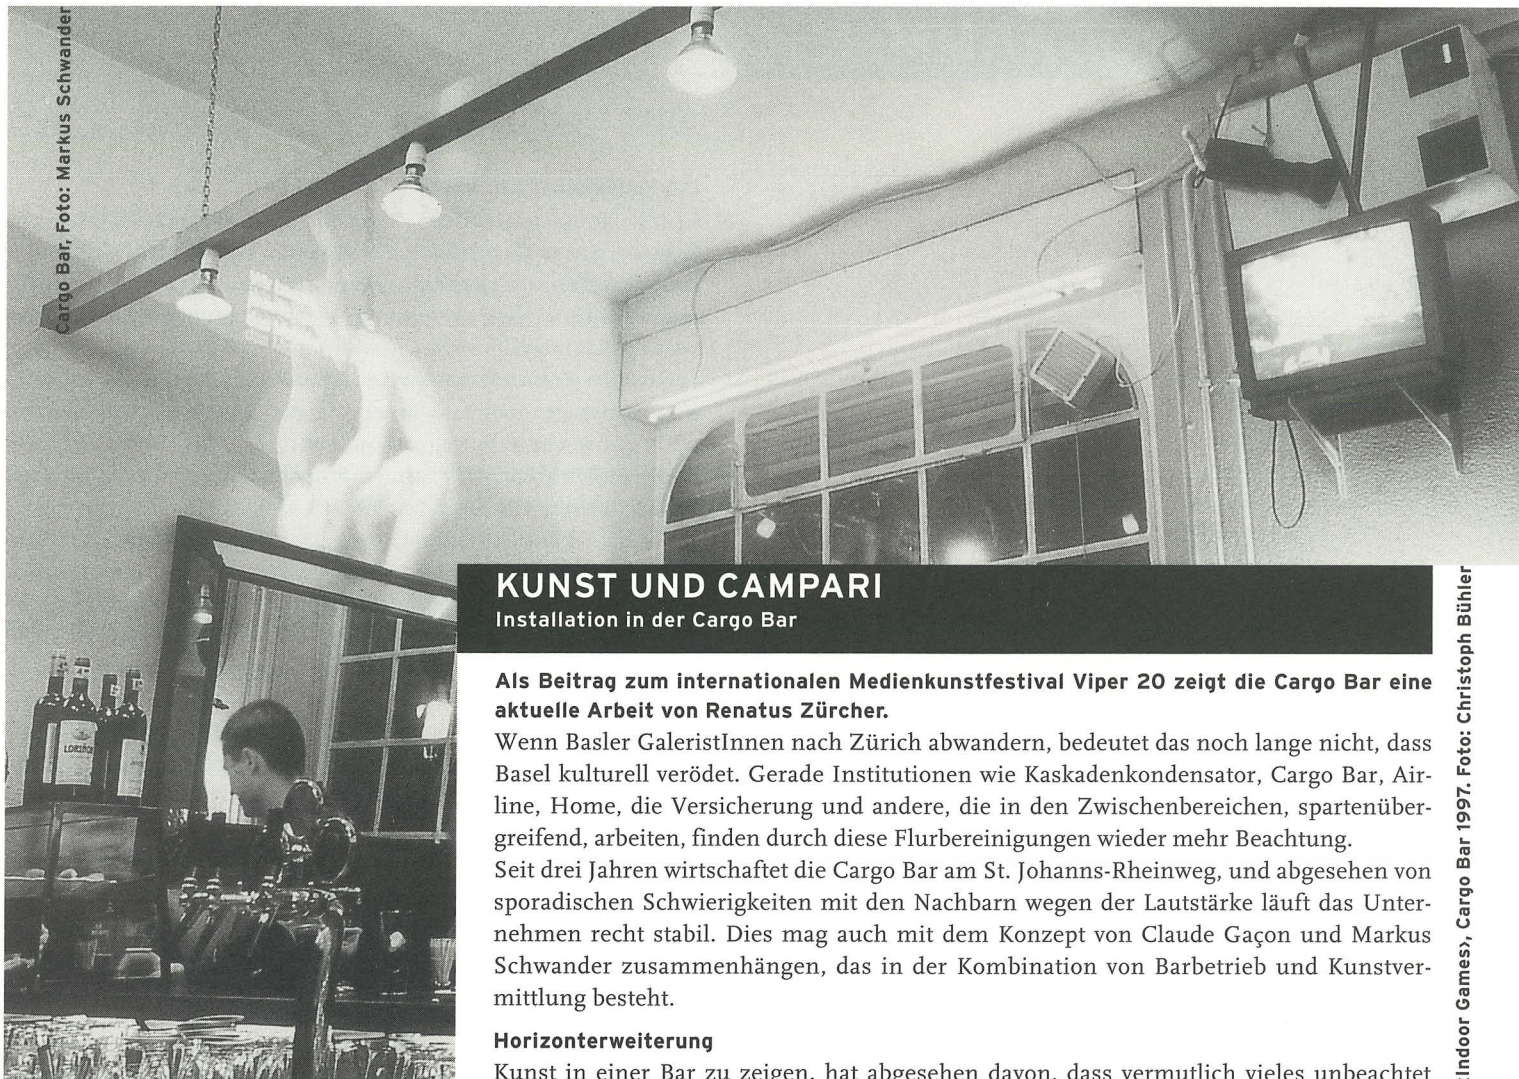 Cargo Bar, Foto: Markus Schwander
KUNST UND CAMPARI
Installation in der Cargo Bar
Als Beitrag zum internationalen Medienkunstfestival Viper 20 zeigt die Cargo Bar eine
aktuelle Arbeit von Renatus Zürcher.
Wenn Basler GaleristInnen nach Zürich abwandern, bedeutet das noch lange nicht, dass
Basel kulturell verödet. Gerade Institutionen wie Kaskadenkondensator, Cargo Bar, Air-
line, Home, die Versicherung und andere, die in den Zwischenbereichen, spartenüber-
greifend, arbeiten, finden durch diese Flurbereinigungen wieder mehr Beachtung.
Seit drei Jahren wirtschaftet die Cargo Bar am St. Johanns-Rheinweg, und abgesehen von
sporadischen Schwierigkeiten mit den Nachbarn wegen der Lautstärke läuft das Unter-
nehmen recht stabil. Dies mag auch mit dem Konzept von Claude Gaçon und Markus
Schwander zusammenhängen, das in der Kombination von Barbetrieb und Kunstver-
mittlung besteht.
Horizonterweiterung
Kunst in einer Bar zu zeigen, hat abgesehen davon, dass vermutlich vieles unbeachtet
Indoor Games›, Cargo Bar 1997. Foto: Christoph Bühler